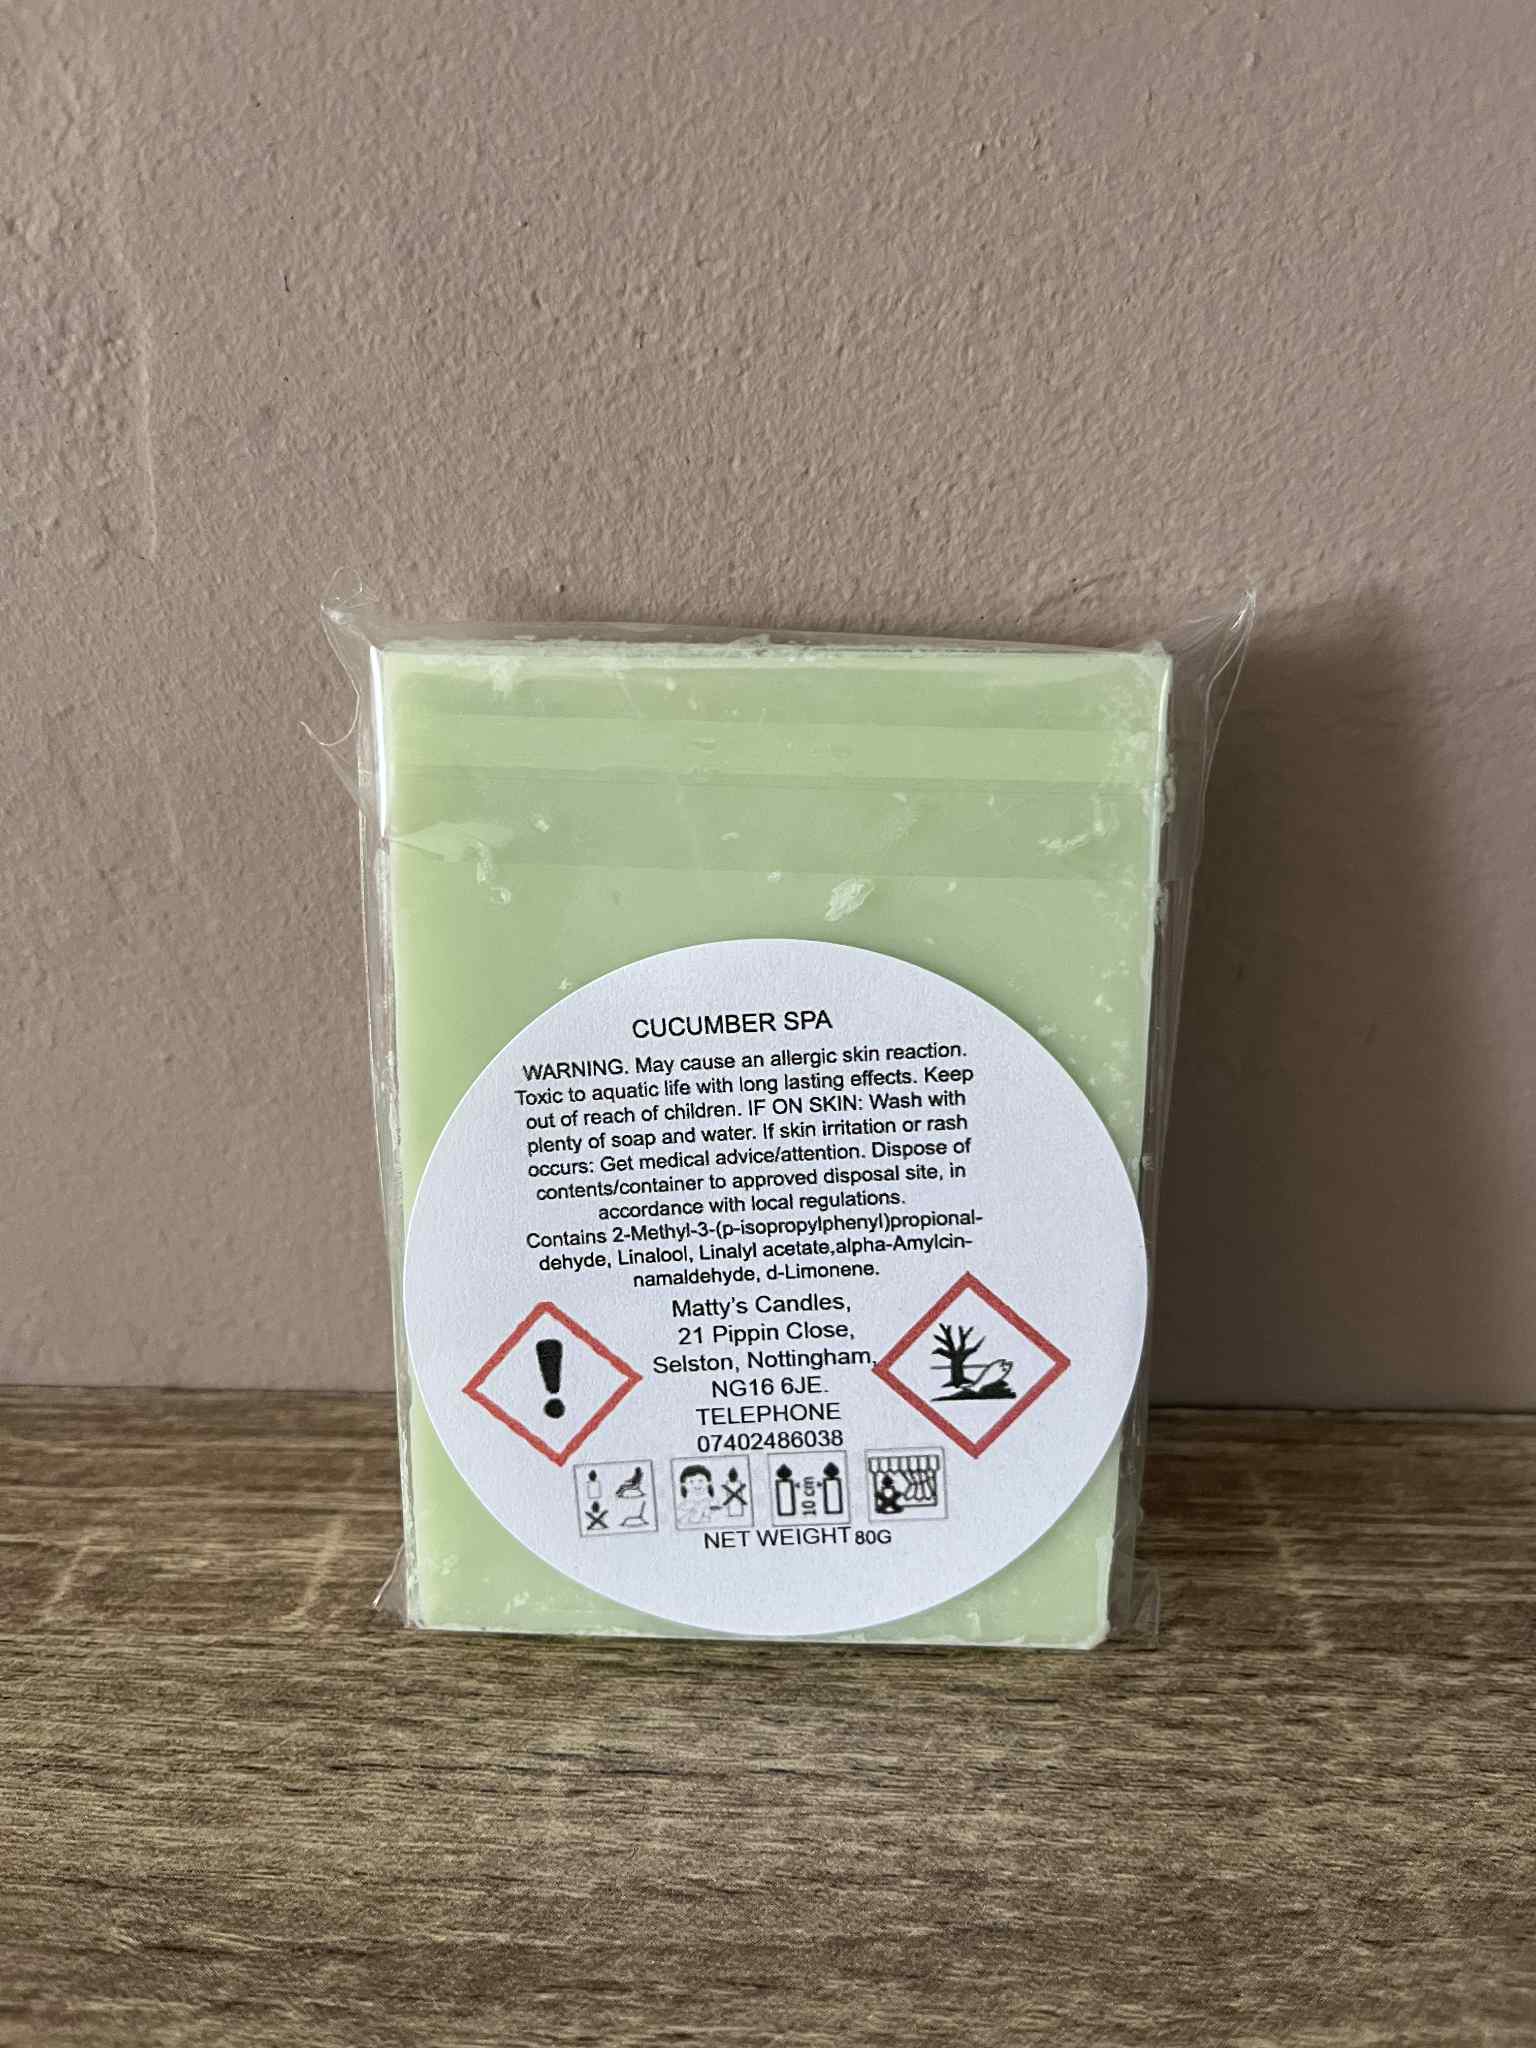 CUCUMBER SPA
WARNING. May cause an allergic skin reaction.
Toxic to aquatic life with long lasting effects. Keep
out of reach of children. IF ON SKIN: Wash with
plenty of soap and water. If skin irritation or rash
occurs: Get medical advice/attention. Dispose of
contents/container to approved disposal site, in
accordance with local regulations.
Contains 2-Methyl-3-(p-isopropylphenyl)propional-
dehyde, Linalool, Linalyl acetate,alpha-Amylcin-
namaldehyde, d-Limonene.
Matty's Candles,
21 Pippin Close,
Selston, Nottingham,
NG16 6JE.
TELEPHONE
07402486038
10 cm
NET WEIGHT 80G